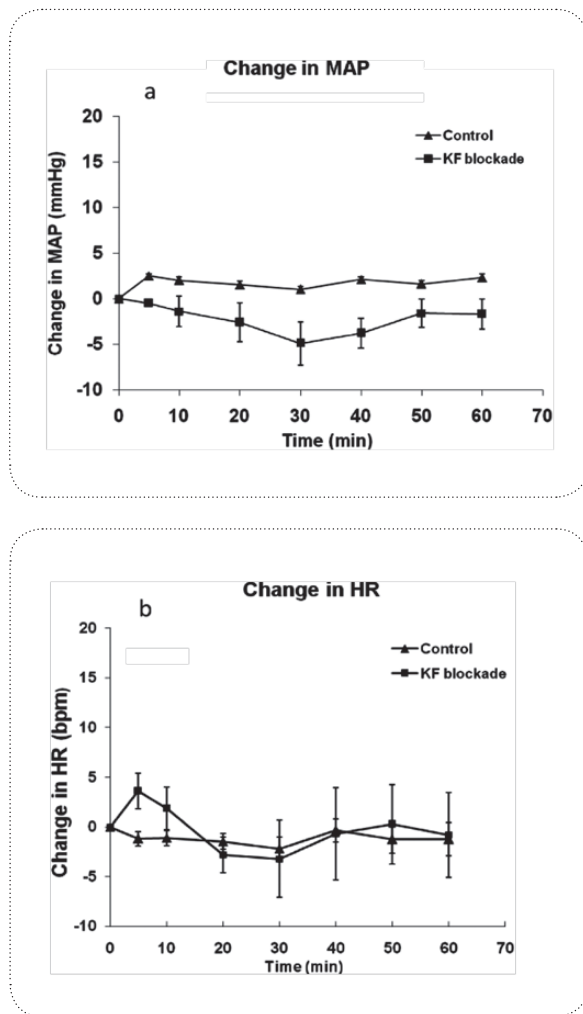 Change in MAP
a
20
15
10
5
0
-5
-10
Change in MAP (mmHg)
Control
KF blockade
0 10 20 30 40 50 60 70
Time (min)
Change in HR
b
20
15
10
5
0
-5
-10
Change in HR (bpm)
Control
KF blockade
0 10 20 30 40 50 60 70
Time (min)